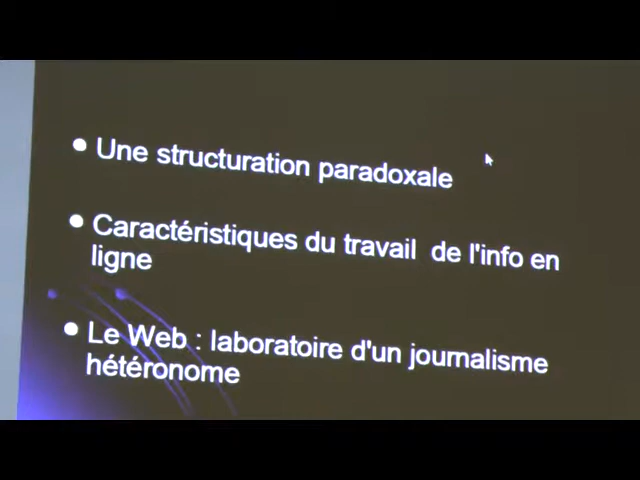 Une structuration paradoxale
Caractéristiques du travail de l'info en
ligne
Le Web : laboratoire d'un journalisme
hétéronome